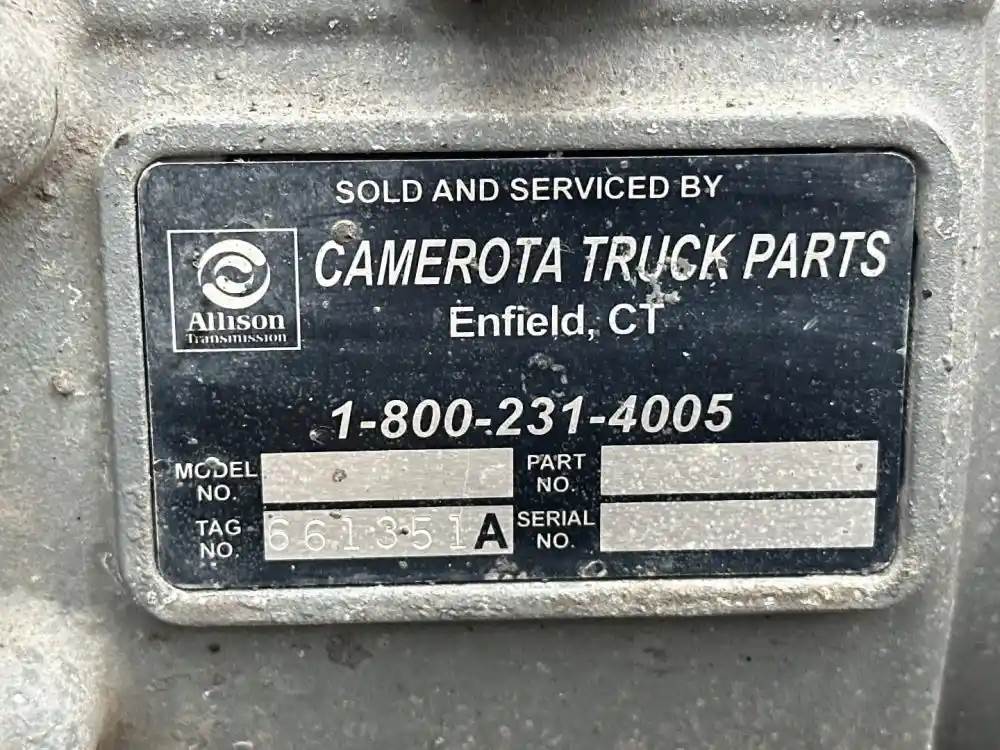 SOLD AND SERVICED BY
Allison
Transmission
CAMEROTA TRUCK PARTS
Enfield, CT
1-800-231-4005
MODEL NO.
PART NO.
TAG NO. 661351A
SERIAL NO.